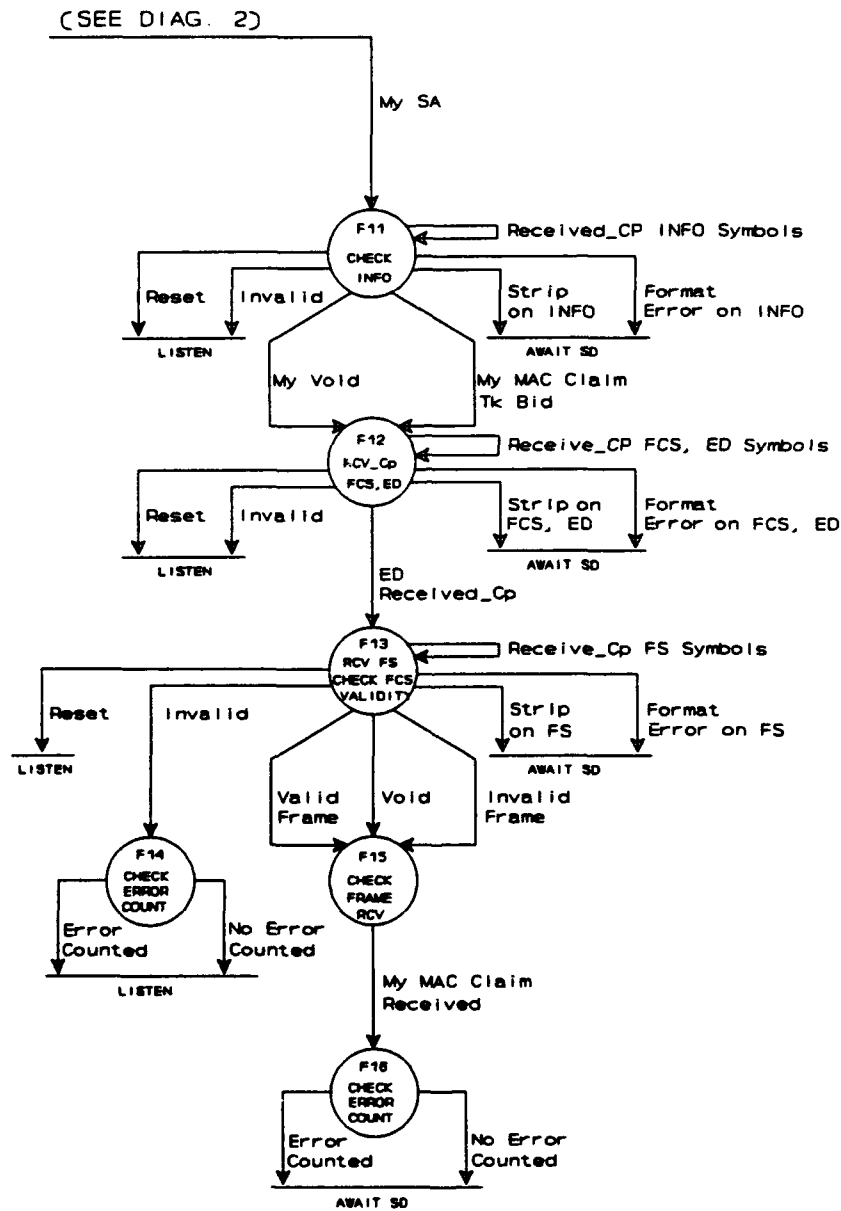 (SEE DIAG. 2)
My SA
F11
CHECK
INFO
Received_CP INFO Symbols
Reset
Invalid
Strip
on INFO
Format
Error on INFO
LISTEN
AWAIT SD
My Void
My MAC Claim
Tk Bid
F12
RCV_Cp
FCS,ED
Receive_CP FCS, ED Symbols
Reset
Invalid
Strip on
FCS, ED
Format
Error on FCS, ED
LISTEN
AWAIT SD
ED
Received_Cp
F13
RCV FS
CHECK FCS
VALIDITY
Receive_Cp FS Symbols
Reset
Invalid
Strip
on FS
Format
Error on FS
LISTEN
AWAIT SD
Valid
Frame
Void
Invalid
Frame
F14
CHECK
ERROR
COUNT
F15
CHECK
FRAME
RCV
Error
Counted
No Error
Counted
LISTEN
My MAC Claim
Received
F16
CHECK
ERROR
COUNT
Error
Counted
No Error
Counted
AWAIT SD